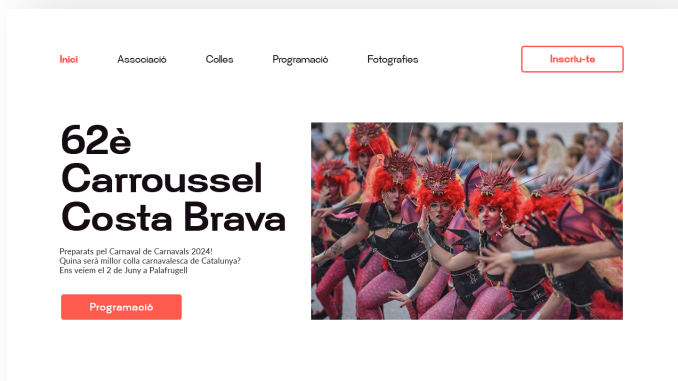 Inici Associació Colles Programació Fotografies Inscriu-te
62è
Carroussel
Costa Brava
Preparats pel Carnaval de Carnavals 2024!
Quina serà millor colla carnavalesca de Catalunya?
Ens veiem el 2 de Juny a Palafrugell
Programació